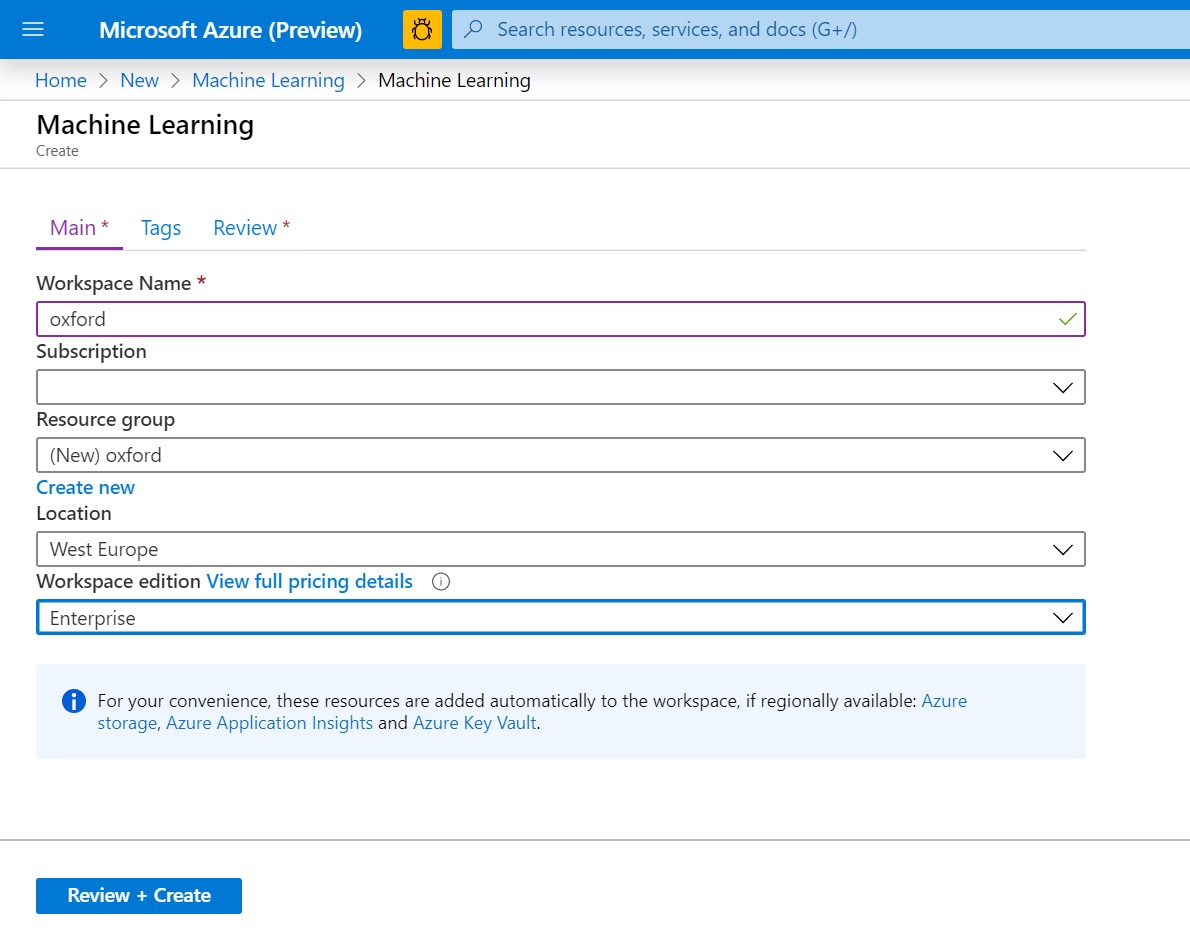 Microsoft Azure (Preview)
Search resources, services, and docs (G+/)
Home > New > Machine Learning > Machine Learning
Machine Learning
Create
Main * Tags Review *
Workspace Name *
oxford
Subscription
Resource group
(New) oxford
Create new
Location
West Europe
Workspace edition View full pricing details
Enterprise
For your convenience, these resources are added automatically to the workspace, if regionally available: Azure
storage, Azure Application Insights and Azure Key Vault.
Review + Create